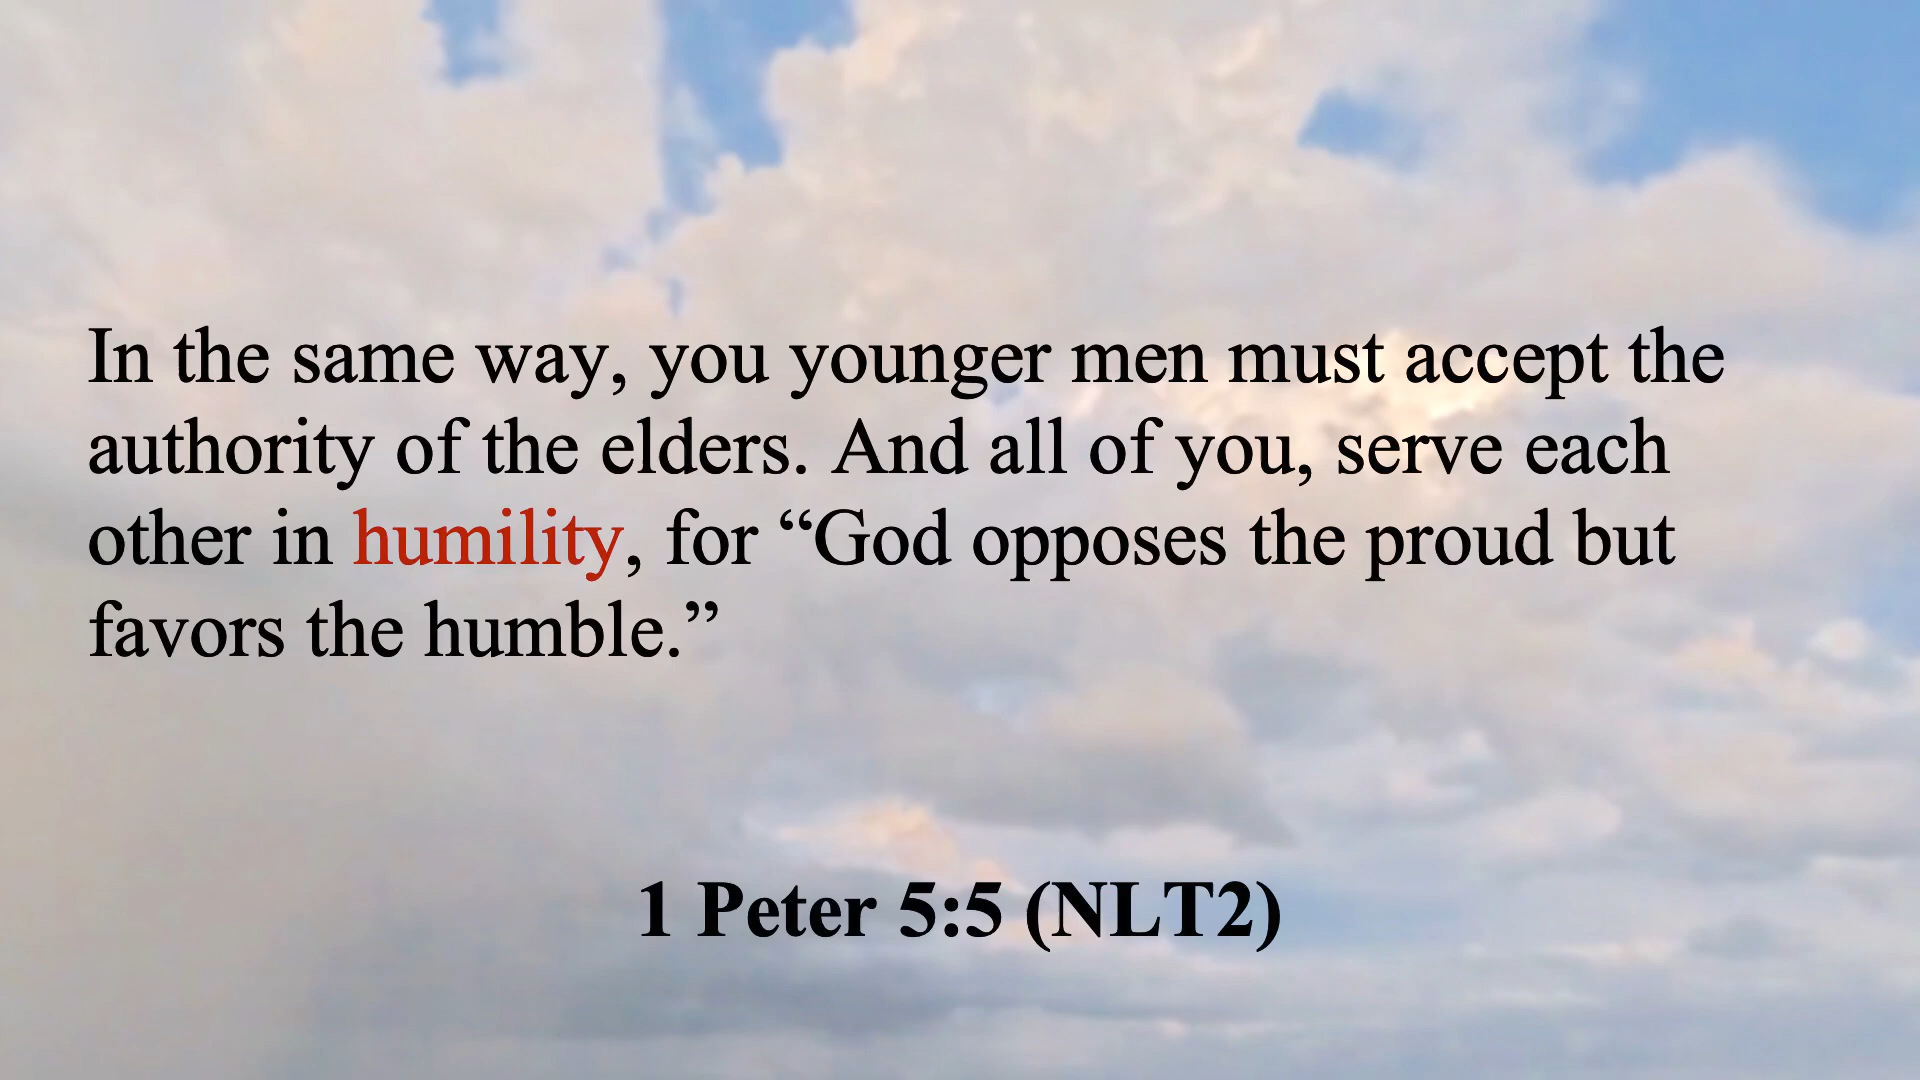 In the same way, you younger men must accept the
authority of the elders. And all of you, serve each
other in humility, for “God opposes the proud but
favors the humble.”
1 Peter 5:5 (NLT2)